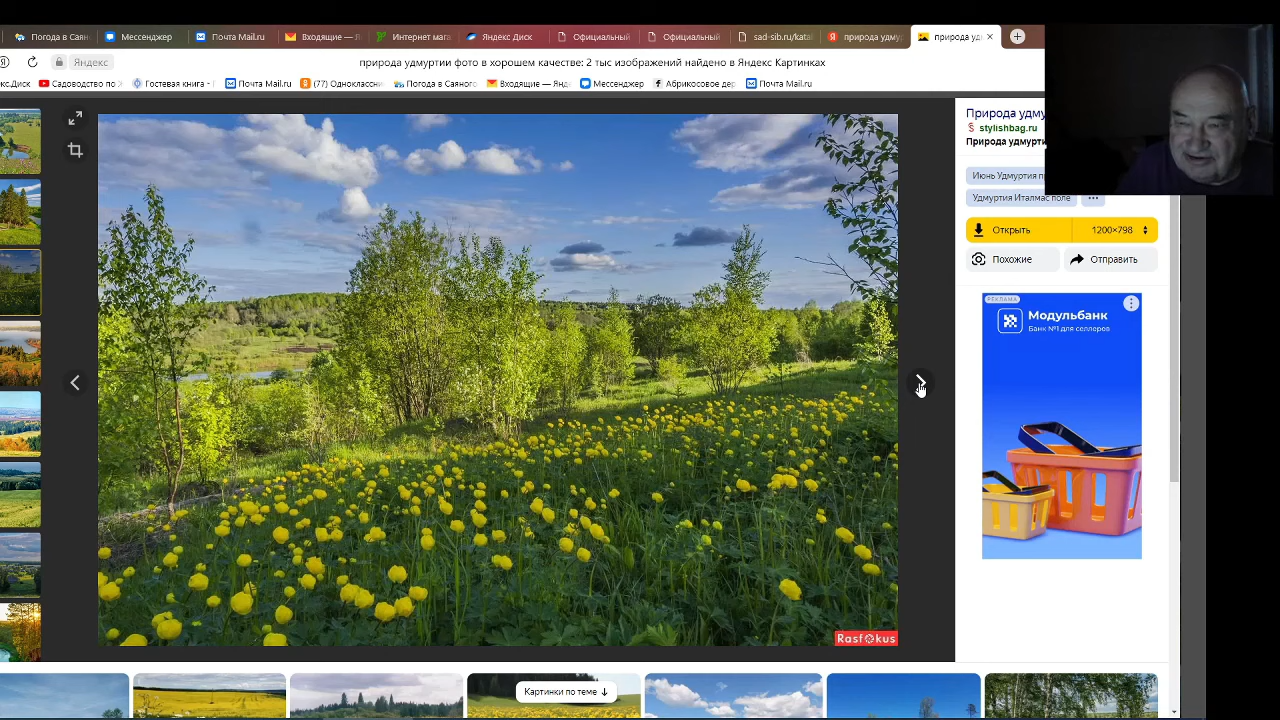 Погода в Саян
Мессенджер
Почта Mail.ru
Входящие — Я
Интернет мага
Яндекс Диск
Официальный
Официальный
sad-sib.ru/katal
природа удму
природа уд
Яндекс
природа удмуртии фото в хорошем качестве: 2 тыс изображений найдено в Яндекс Картинках
кс.Диск
Садоводство по
Гостевая книга -
Почта Mail.ru
(77) Одноклассн
Погода в Саяног
Входящие — Янд
Мессенджер
Абрикосовое дер
Почта Mail.ru
Природа удму
stylishbag.ru
Природа удмурти
Июнь Удмуртия п
Удмуртия Италмас поле
Открыть
1200×798
Похожие
Отправить
РЕКЛАМА
Модульбанк
Банк №1 для селлеров
Rasfokus
Картинки по теме ↓